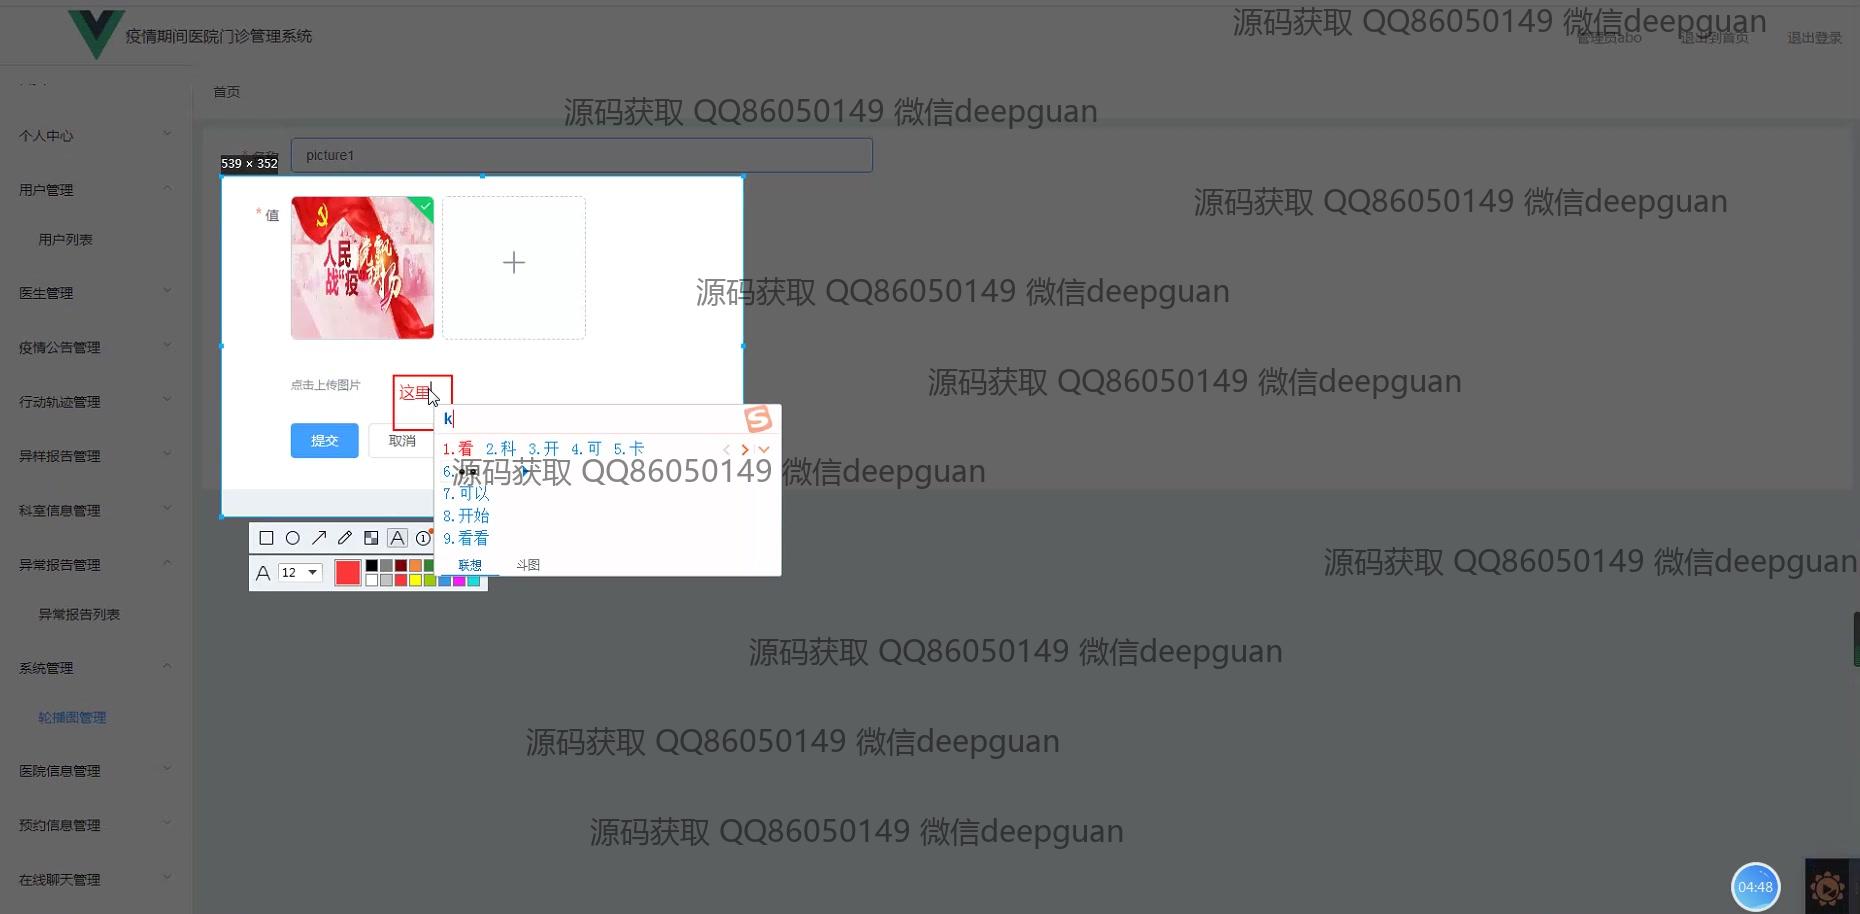 源码获取 QQ86050149 微信deepguan
疫情期间医院门诊管理系统
管理员abo
退出到首页
退出登录
首页
源码获取 QQ86050149 微信deepguan
个人中心
* 名称
picture1
539 × 352
用户管理
源码获取 QQ86050149 微信deepguan
* 值
人民
战“疫”
用户列表
医生管理
源码获取 QQ86050149 微信deepguan
疫情公告管理
点击上传图片
这里
源码获取 QQ86050149 微信deepguan
行动轨迹管理
k
提交
取消
1.看 2.科 3.开 4.可 5.卡
异样报告管理
6.
源码获取 QQ86050149 微信deepguan
7.可以
科室信息管理
8.开始
9.看看
A
异常报告管理
联想
斗图
A 12
源码获取 QQ86050149 微信deepguan
异常报告列表
系统管理
源码获取 QQ86050149 微信deepguan
轮播图管理
源码获取 QQ86050149 微信deepguan
医院信息管理
预约信息管理
源码获取 QQ86050149 微信deepguan
在线聊天管理
04:48